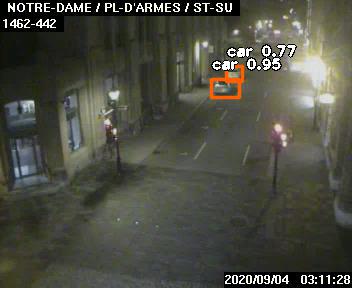 NOTRE-DAME / PL-D'ARMES / ST-SU
1462-442
car 0.77
car 0.95
2020/09/04 03:11:28